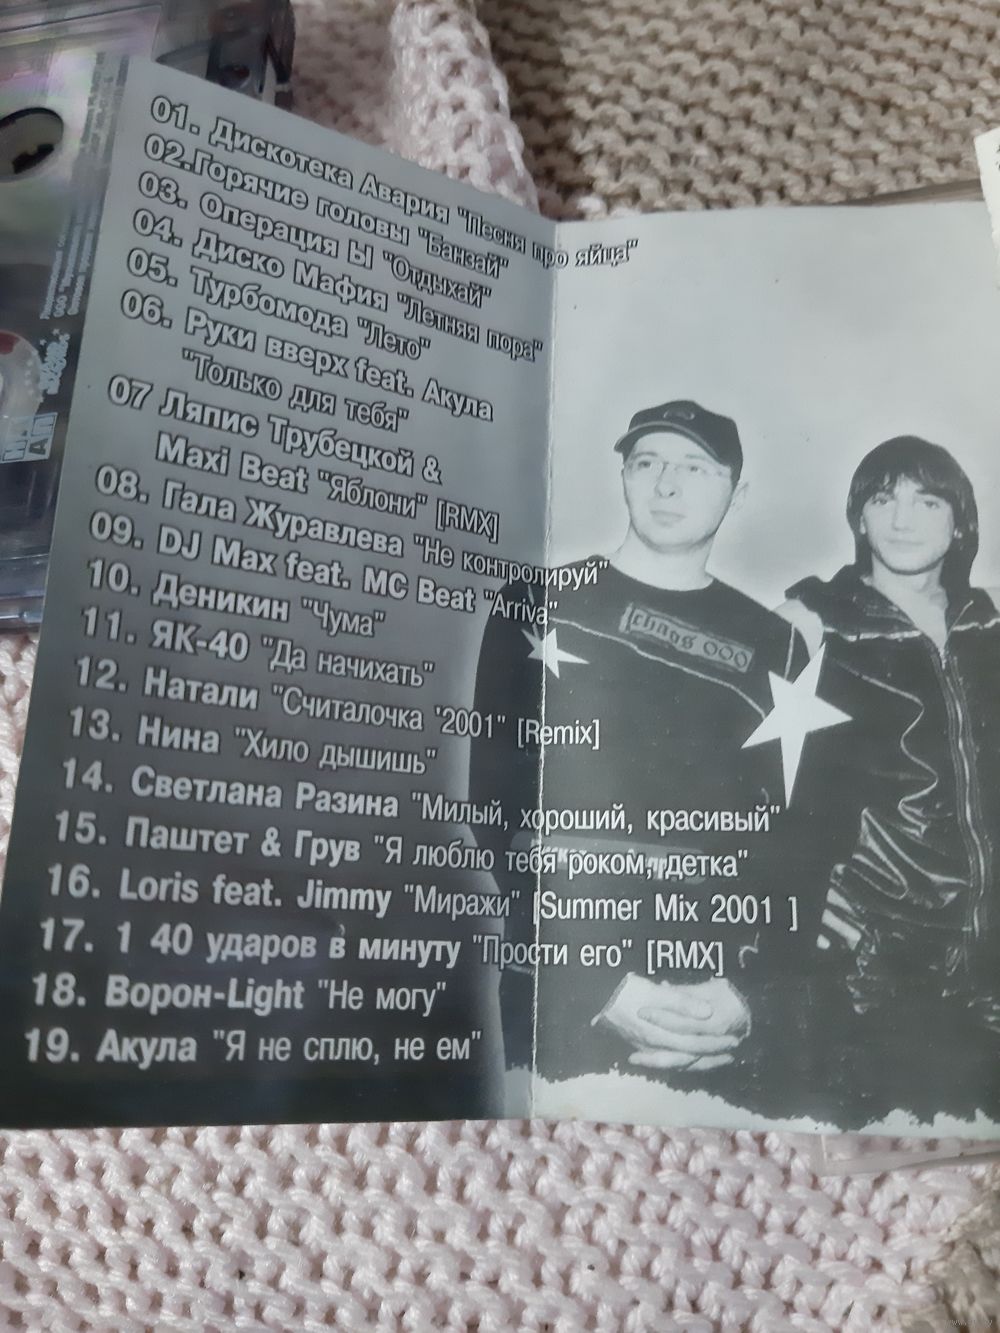 01. Дискотека Авария "Песня про яйца"
02.Горячие головы "Банзай"
03. Операция Ы "Отдыхай"
04. Диско Мафия "Летняя пора"
05. Турбомода "Лето"
06. Руки вверх feat. Акула
"Только для тебя"
07 Ляпис Трубецкой &
Maxi Beat "Яблони" [RMX]
08. Гала Журавлева "Не контролируй"
09. DJ Max feat. MC Beat "Arriva"
10. Деникин "Чума"
11. ЯК-40 "Да начихать"
12. Натали "Считалочка '2001" [Remix]
13. Нина "Хило дышишь"
14. Светлана Разина "Милый, хороший, красивый"
15. Паштет & Грув "Я люблю тебя роком, детка"
16. Loris feat. Jimmy "Миражи" [Summer Mix 2001 ]
17. 1 40 ударов в минуту "Прости его" [RMX]
18. Ворон-Light "Не могу"
19. Акула "Я не сплю, не ем"
chaos 000